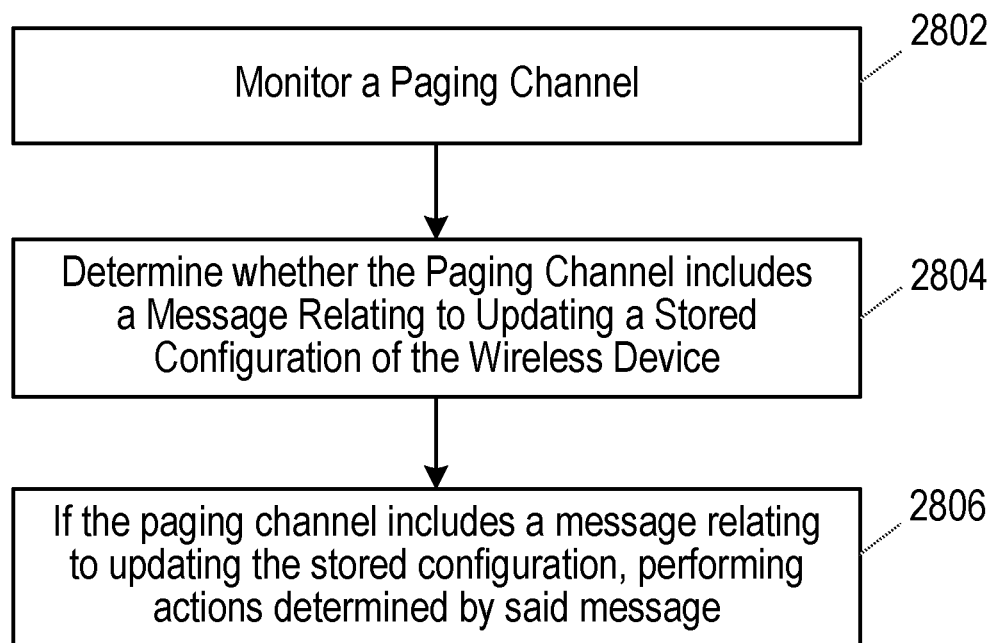 2802
Monitor a Paging Channel
2804
Determine whether the Paging Channel includes
a Message Relating to Updating a Stored
Configuration of the Wireless Device
2806
If the paging channel includes a message relating
to updating the stored configuration, performing
actions determined by said message